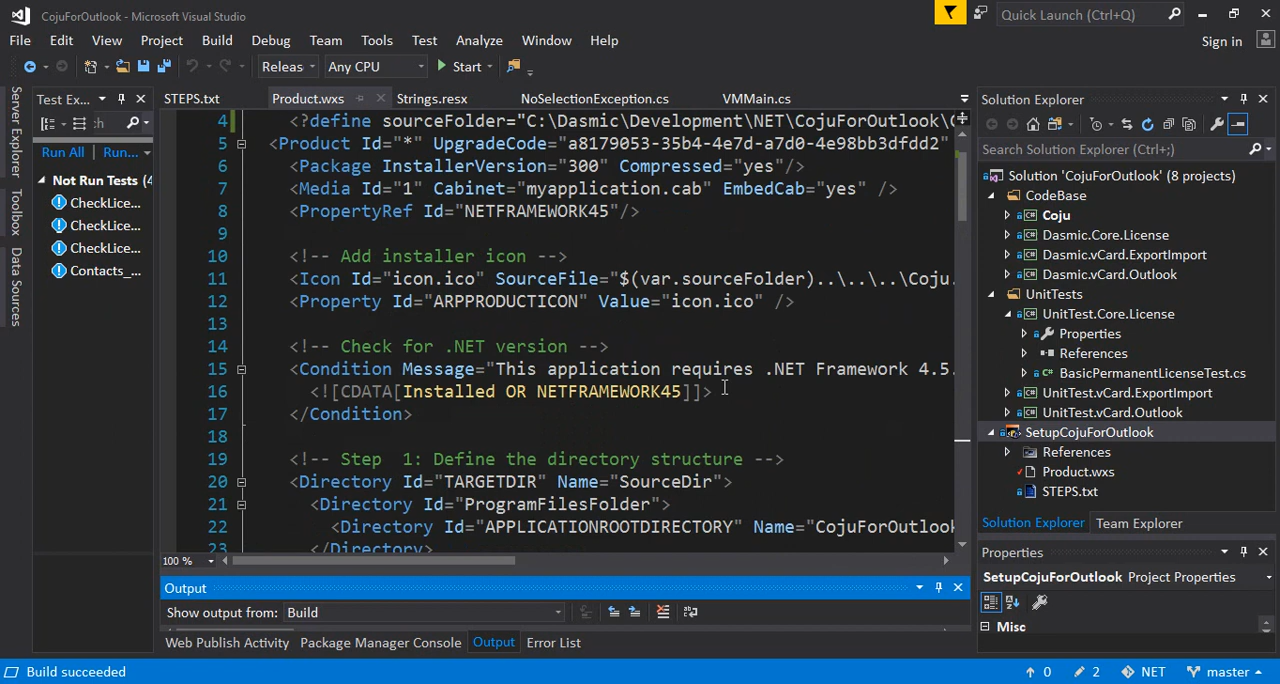 CojuForOutlook - Microsoft Visual Studio
Quick Launch (Ctrl+Q)
File Edit View Project Build Debug Team Tools Test Analyze Window Help
Sign in
Releas Any CPU Start
Server Explorer
Toolbox
Data Sources
Test Ex...
Run All Run...
Not Run Tests (4
CheckLice...
CheckLice...
CheckLice...
Contacts_...
STEPS.txt Product.wxs Strings.resx NoSelectionException.cs VMMain.cs
4 <?define sourceFolder="C:\Dasmic\Development\NET\CojuForOutlook\
5 <Product Id="*" UpgradeCode="a8179053-35b4-4e7d-a7d0-4e98bb3dfdd2"
6 <Package InstallerVersion="300" Compressed="yes"/>
7 <Media Id="1" Cabinet="myapplication.cab" EmbedCab="yes" />
8 <PropertyRef Id="NETFRAMEWORK45"/>
9
10 <!-- Add installer icon -->
11 <Icon Id="icon.ico" SourceFile="$(var.sourceFolder)..\..\..\Coju.
12 <Property Id="ARPPRODUCTICON" Value="icon.ico" />
13
14 <!-- Check for .NET version -->
15 <Condition Message="This application requires .NET Framework 4.5.
16 <![CDATA[Installed OR NETFRAMEWORK45]]>
17 </Condition>
18
19 <!-- Step  1: Define the directory structure -->
20 <Directory Id="TARGETDIR" Name="SourceDir">
21 <Directory Id="ProgramFilesFolder">
22 <Directory Id="APPLICATIONROOTDIRECTORY" Name="CojuForOutlook
23 </Directory>
100 %
Output
Show output from: Build
Web Publish Activity Package Manager Console Output Error List
Solution Explorer
Search Solution Explorer (Ctrl+;)
Solution 'CojuForOutlook' (8 projects)
CodeBase
Coju
Dasmic.Core.License
Dasmic.vCard.ExportImport
Dasmic.vCard.Outlook
UnitTests
UnitTest.Core.License
Properties
References
BasicPermanentLicenseTest.cs
UnitTest.vCard.ExportImport
UnitTest.vCard.Outlook
SetupCojuForOutlook
References
Product.wxs
STEPS.txt
Solution Explorer Team Explorer
Properties
SetupCojuForOutlook Project Properties
Misc
Build succeeded
0 2 NET master